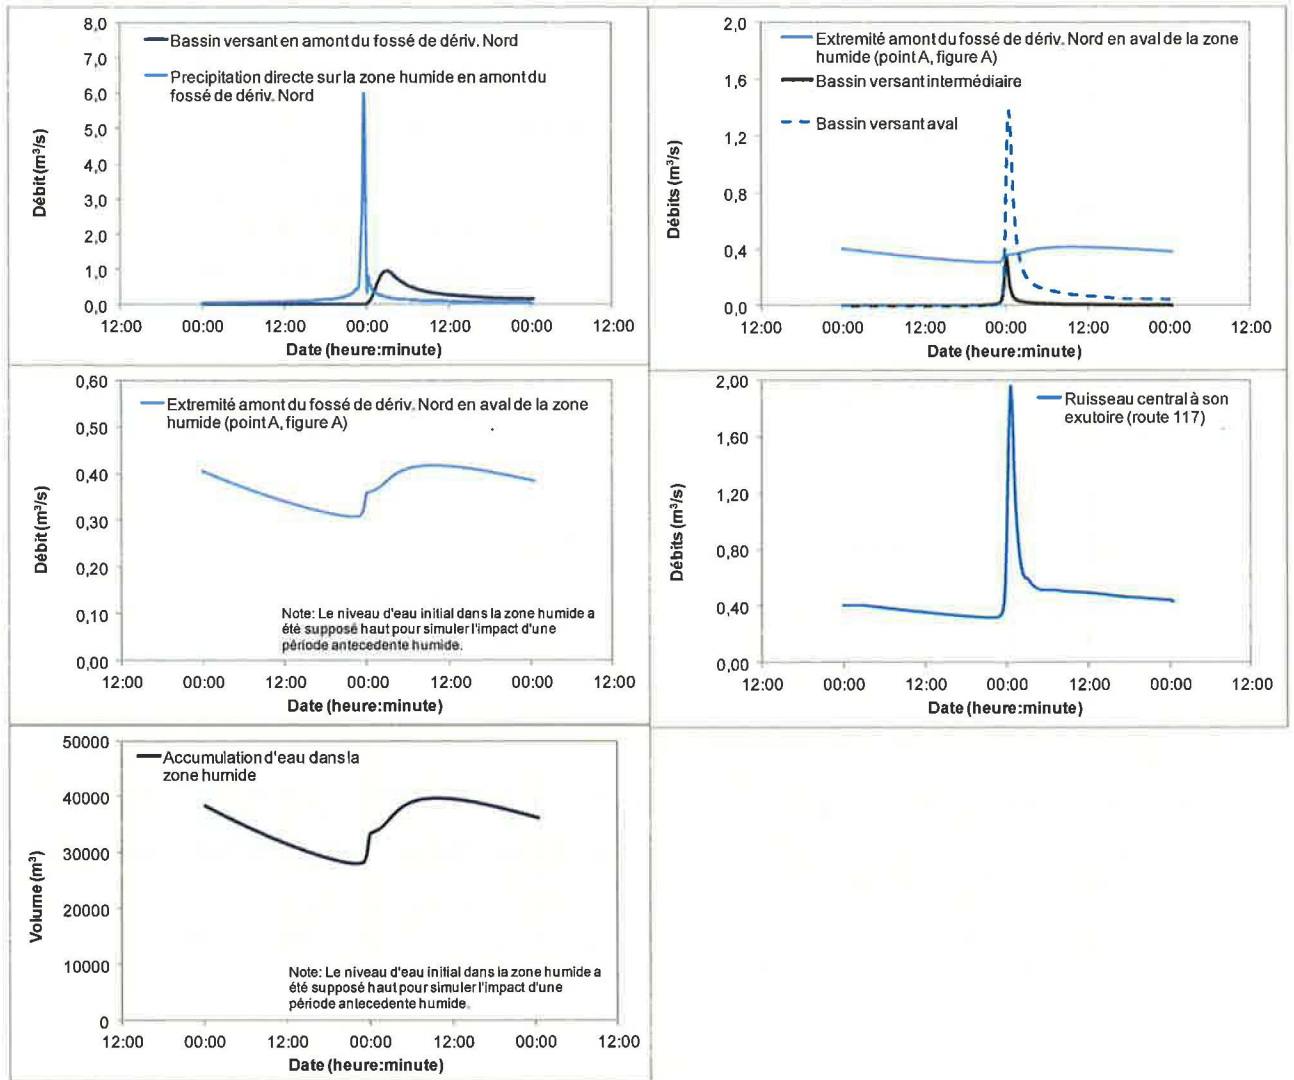 8,0
7,0
6,0
5,0
4,0
3,0
2,0
1,0
0,0
Débit (m³/s)
Bassin versant en amont du fossé de dériv. Nord
Precipitation directe sur la zone humide en amont du
fossé de dériv. Nord
12:00 00:00 12:00 00:00 12:00 00:00 12:00
Date (heure:minute)
2,0
1,6
1,2
0,8
0,4
0,0
Débits (m³/s)
Extremité amont du fossé de dériv. Nord en aval de la zone
humide (point A, figure A)
Bassin versant intermédiaire
Bassin versant aval
12:00 00:00 12:00 00:00 12:00 00:00 12:00
Date (heure:minute)
0,60
0,50
0,40
0,30
0,20
0,10
0,00
Débit (m³/s)
Extremité amont du fossé de dériv. Nord en aval de la zone
humide (point A, figure A)
Note: Le niveau d'eau initial dans la zone humide a
été supposé haut pour simuler l'impact d'une
période antecedente humide.
12:00 00:00 12:00 00:00 12:00 00:00 12:00
Date (heure:minute)
2,00
1,60
1,20
0,80
0,40
0,00
Débits (m³/s)
Ruisseau central à son
exutoire (route 117)
12:00 00:00 12:00 00:00 12:00 00:00 12:00
Date (heure:minute)
50000
40000
30000
20000
10000
0
Volume (m³)
Accumulation d'eau dans la
zone humide
Note: Le niveau d'eau initial dans la zone humide a
été supposé haut pour simuler l'impact d'une
période antecedente humide.
12:00 00:00 12:00 00:00 12:00 00:00 12:00
Date (heure:minute)